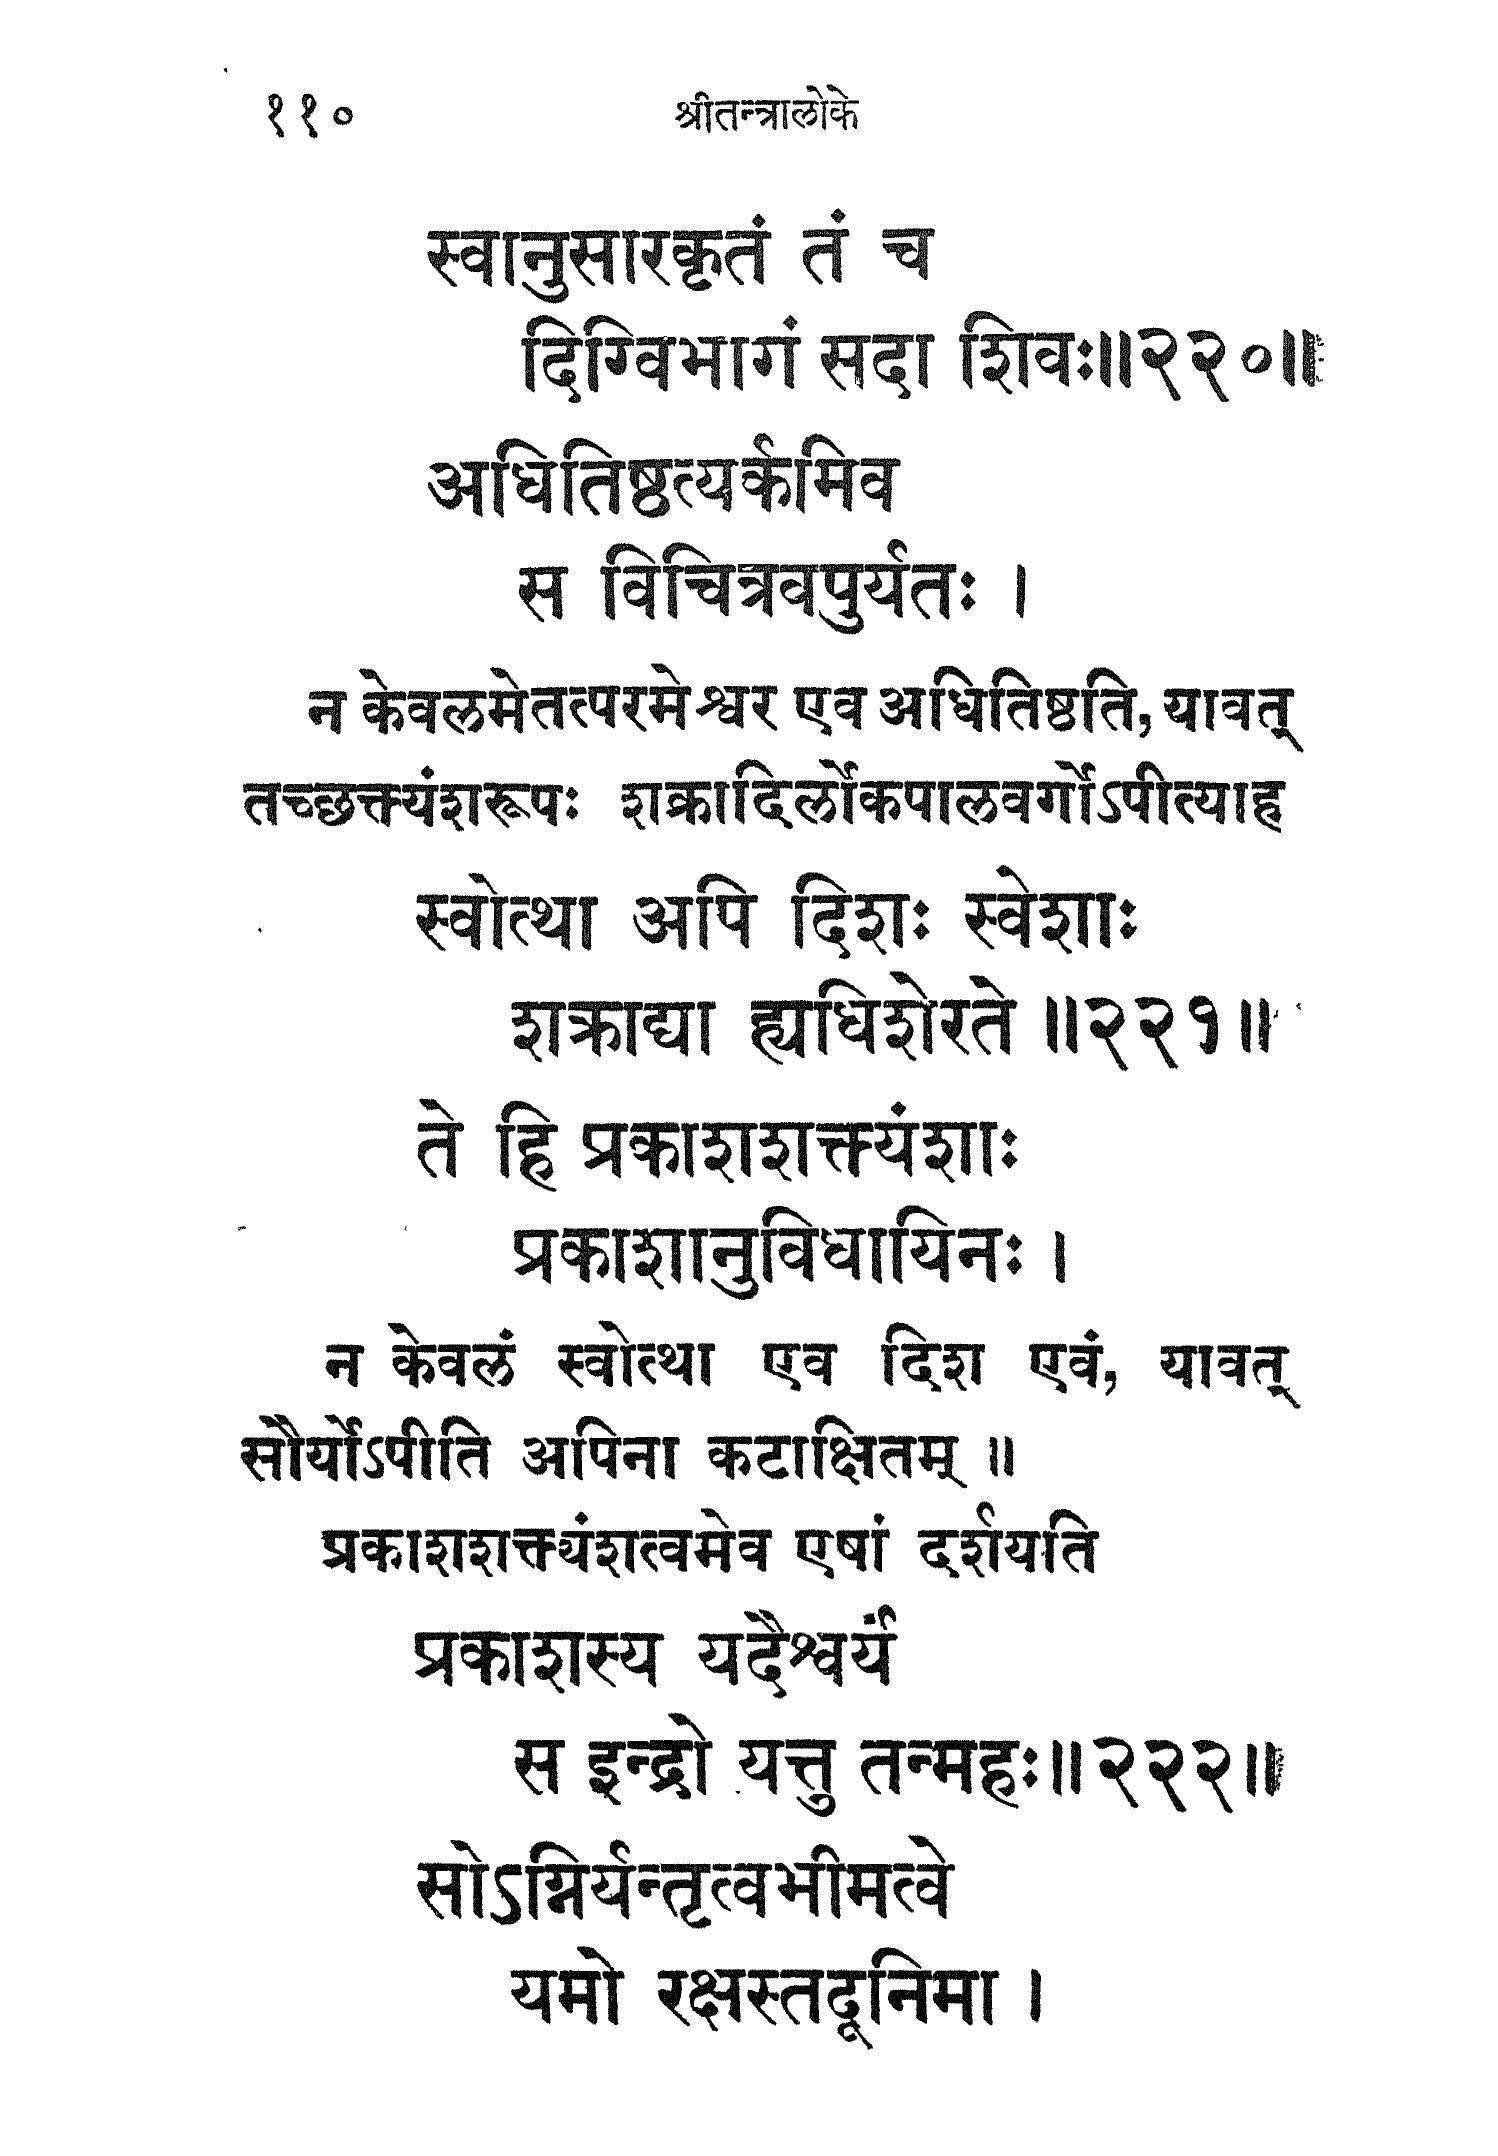 ११०
श्रीतन्त्रालोके
स्वानुसारकृतं तं च
दिग्विभागं सदा शिवः॥२२०॥
अधितिष्ठत्यर्कमिव
स विचित्रवपुर्यतः ।
न केवलमेतत्परमेश्वर एव अधितिष्ठति, यावत्
तच्छक्त्यंशरूपः शक्रादिर्लोकपालवर्गोऽपीत्याह
स्वोत्था अपि दिशः स्वेशाः
शक्राद्या ह्यधिशेरते ॥२२१॥
ते हि प्रकाशशक्त्यंशाः
प्रकाशानुविधायिनः ।
न केवलं स्वोत्था एव दिश एवं, यावत्
सौर्योऽपीति अपिना कटाक्षितम् ॥
प्रकाशशक्त्यंशत्वमेव एषां दर्शयति
प्रकाशस्य यदैश्वर्यं
स इन्द्रो यत्तु तन्महः॥२२२॥
सोऽग्निर्यन्तृत्वभीमत्वे
यमो रक्षस्तदूनिमा ।